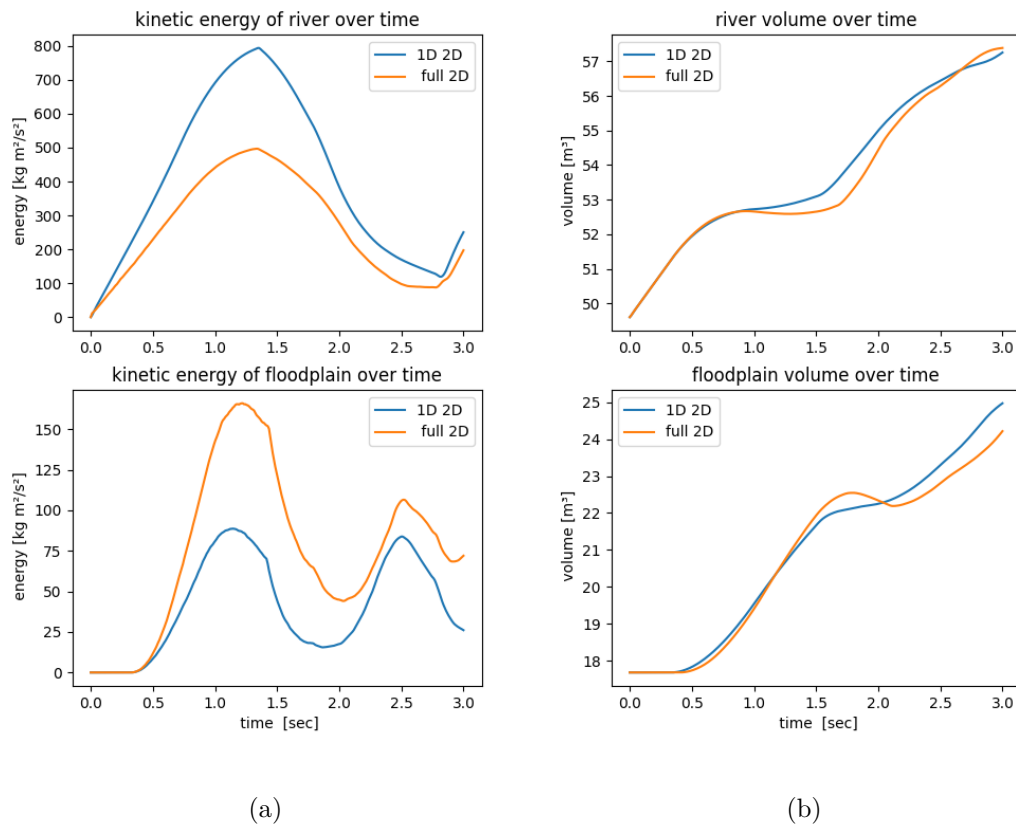 kinetic energy of river over time
energy [kg m²/s²]
800
700
600
500
400
300
200
100
0
1D 2D
full 2D
0.0 0.5 1.0 1.5 2.0 2.5 3.0
river volume over time
volume [m³]
57
56
55
54
53
52
51
50
1D 2D
full 2D
0.0 0.5 1.0 1.5 2.0 2.5 3.0
kinetic energy of floodplain over time
energy [kg m²/s²]
150
125
100
75
50
25
0
1D 2D
full 2D
0.0 0.5 1.0 1.5 2.0 2.5 3.0
time [sec]
floodplain volume over time
volume [m³]
25
24
23
22
21
20
19
18
1D 2D
full 2D
0.0 0.5 1.0 1.5 2.0 2.5 3.0
time [sec]
(a)
(b)